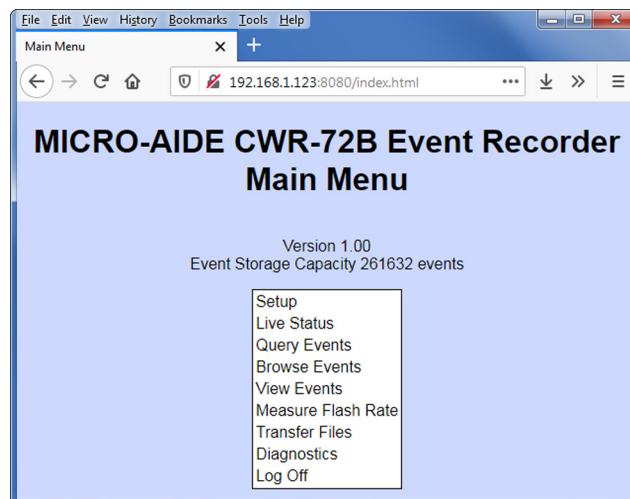 File Edit View History Bookmarks Tools Help
Main Menu
192.168.1.123:8080/index.html
MICRO-AIDE CWR-72B Event Recorder
Main Menu
Version 1.00
Event Storage Capacity 261632 events
Setup
Live Status
Query Events
Browse Events
View Events
Measure Flash Rate
Transfer Files
Diagnostics
Log Off